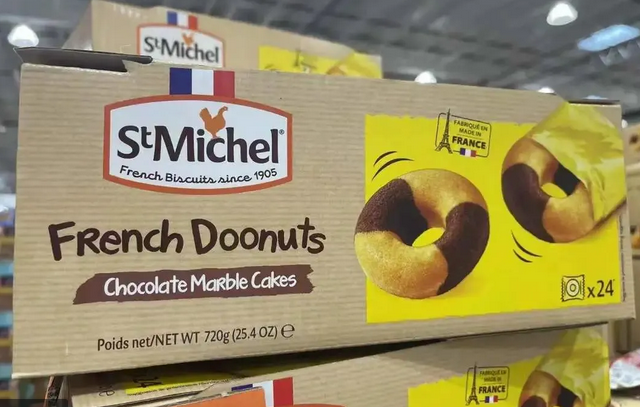 StMichel
StMichel®
French Biscuits since 1905
French Doonuts
Chocolate Marble Cakes
Poids net/NET WT 720g (25.4 OZ) e
FABRIQUÉ EN
MADE IN
FRANCE
x24
FABRIQUÉ EN
MADE IN
FRANCE